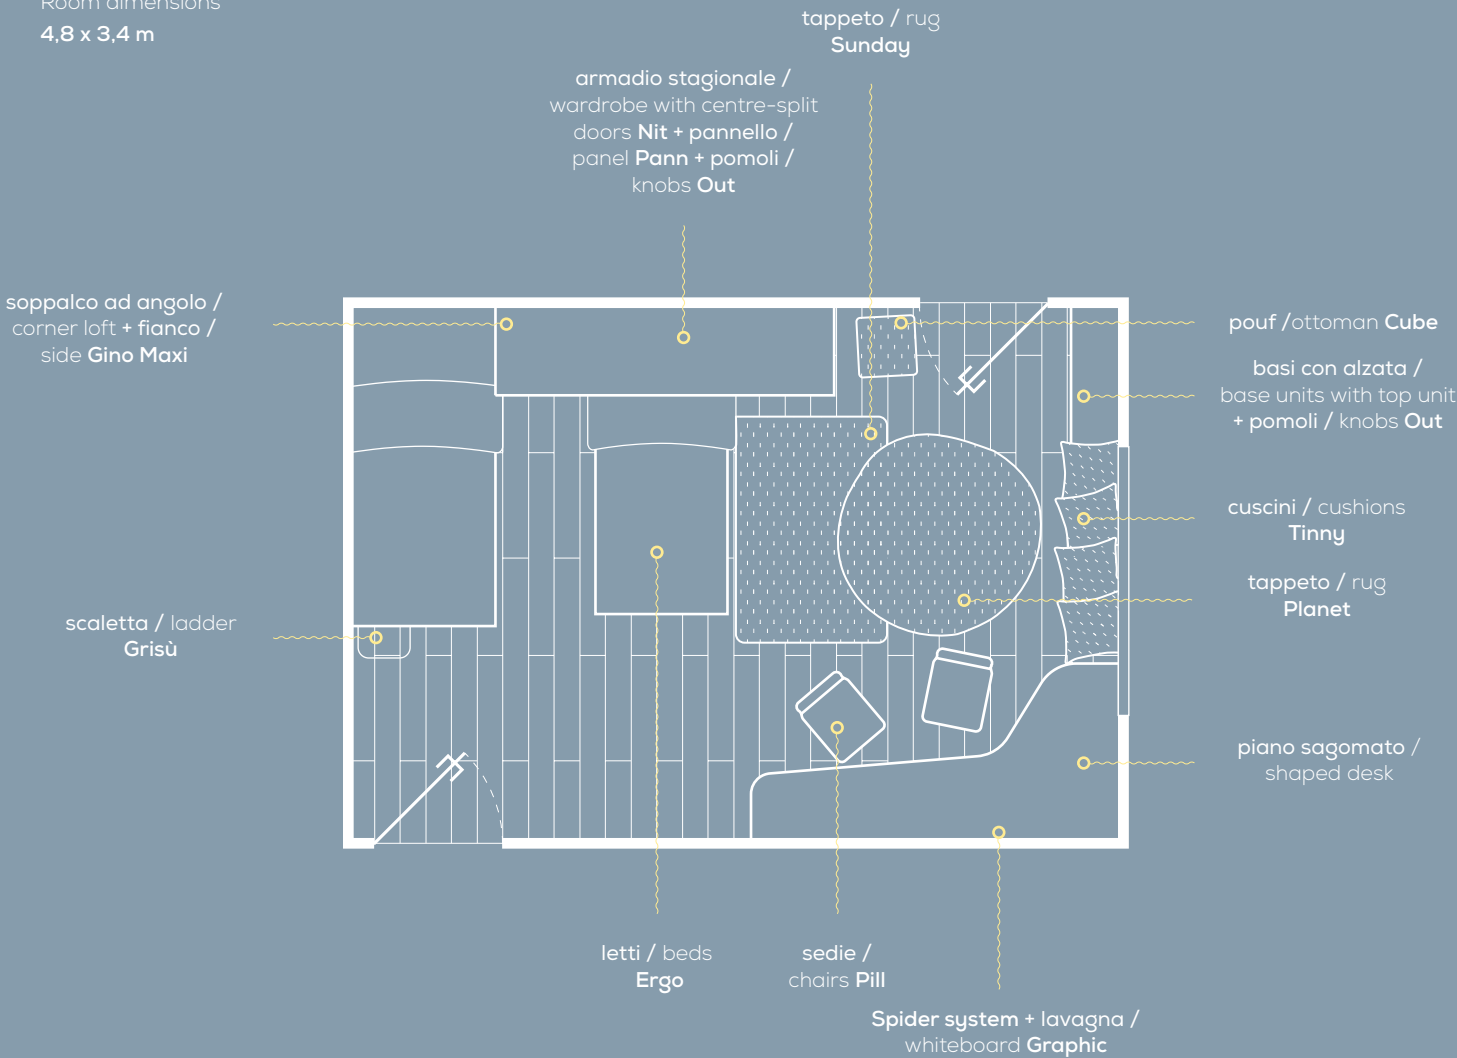 Room dimensions
4,8 x 3,4 m
tappeto / rug
Sunday
armadio stagionale /
wardrobe with centre-split
doors Nit + pannello /
panel Pann + pomoli /
knobs Out
soppalco ad angolo /
corner loft + fianco /
side Gino Maxi
pouf /ottoman Cube
basi con alzata /
base units with top unit
+ pomoli / knobs Out
cuscini / cushions
Tinny
tappeto / rug
Planet
scaletta / ladder
Grisù
piano sagomato /
shaped desk
letti / beds
Ergo
sedie /
chairs Pill
Spider system + lavagna /
whiteboard Graphic